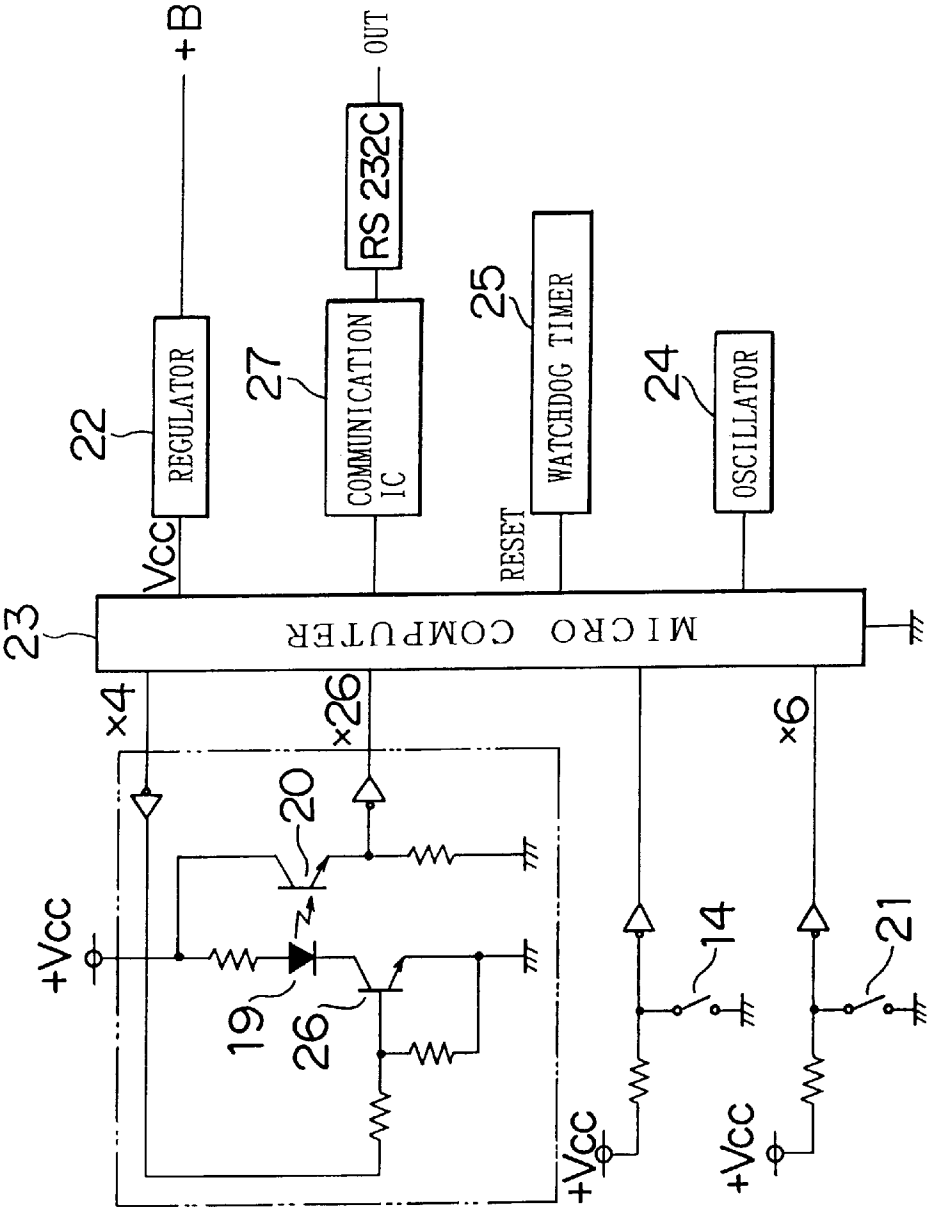 +B
22
REGULATOR
Vcc
OUT
RS 232C
27
COMMUNICATION
IC
25
WATCHDOG TIMER
RESET
24
OSCILLATOR
23
MICRO COMPUTER
×4
×26
×6
+Vcc
20
19
26
14
+Vcc
21
+Vcc